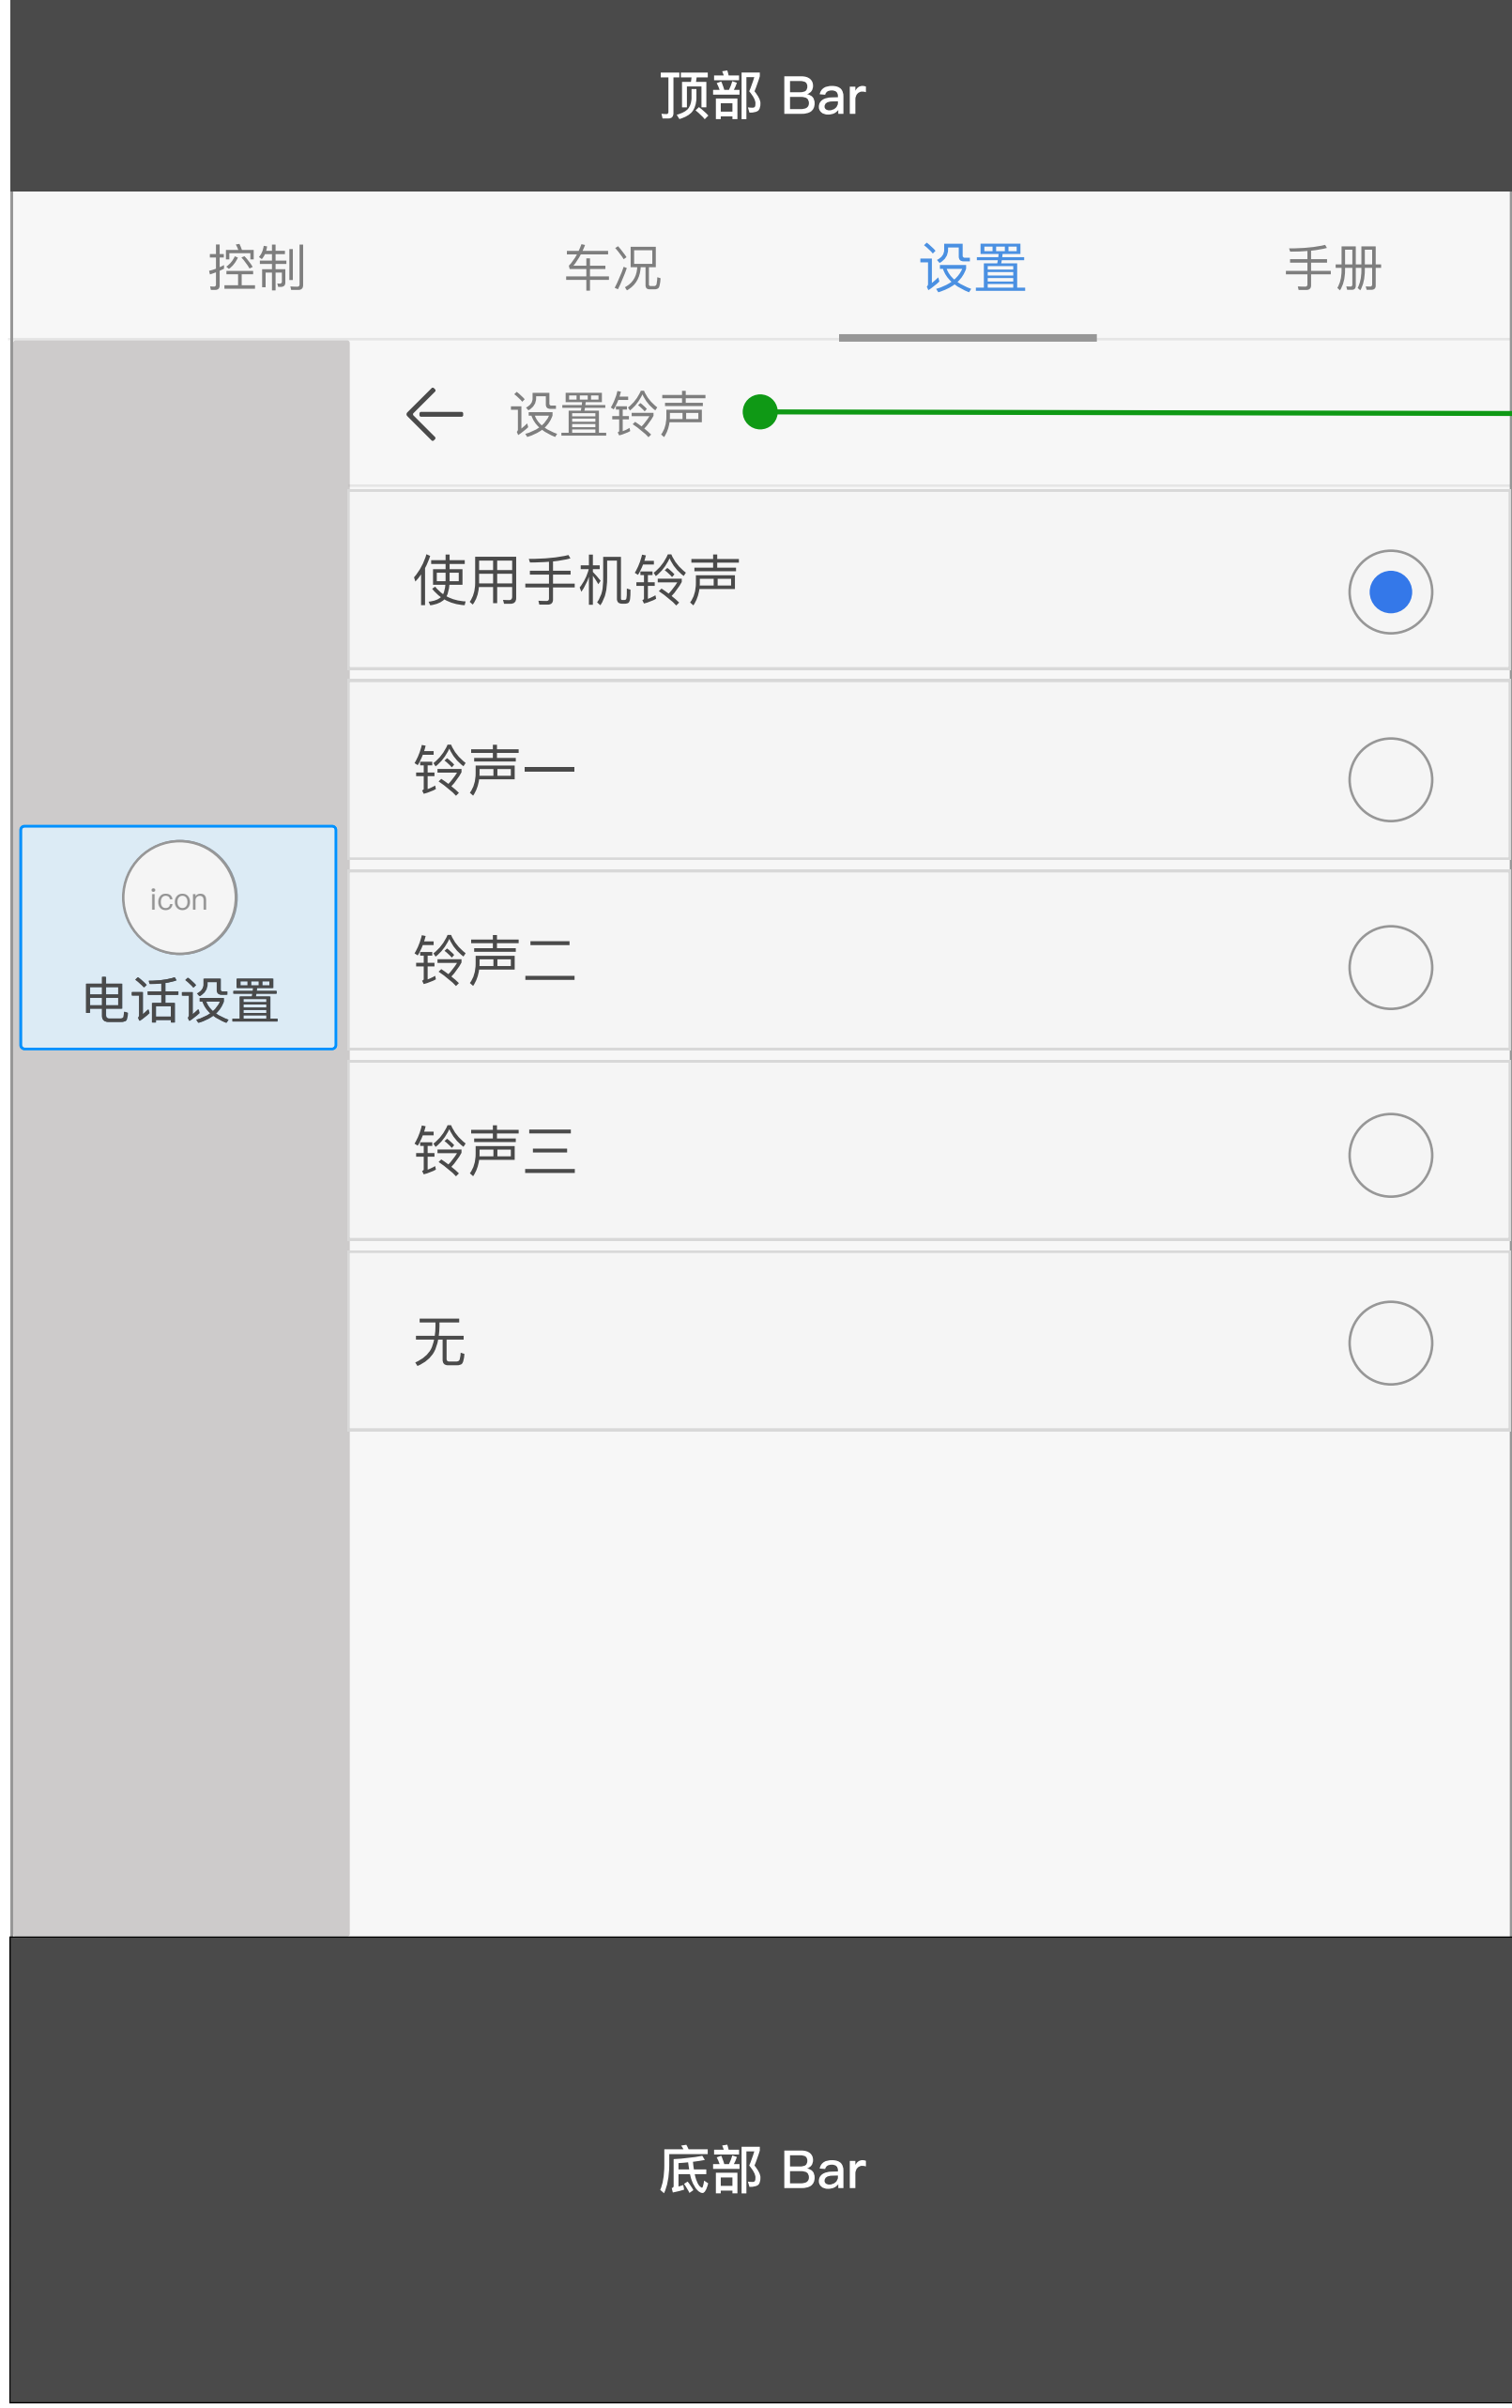 顶部 Bar
控制 车况 设置 手册
设置铃声
使用手机铃声
铃声一
icon
电话设置
铃声二
铃声三
无
底部 Bar